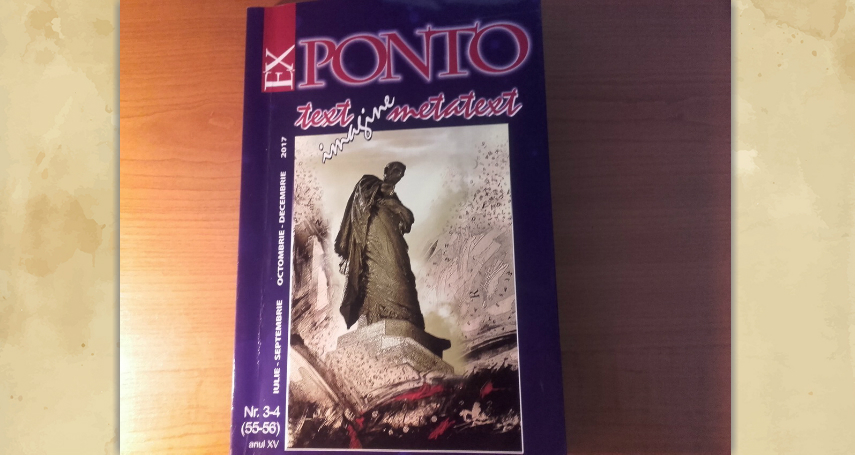 EX PONTO
text imagine metatext
IULIE - SEPTEMBRIE OCTOMBRIE - DECEMBRIE 2017
Nr. 3-4
(55-56)
anul XV